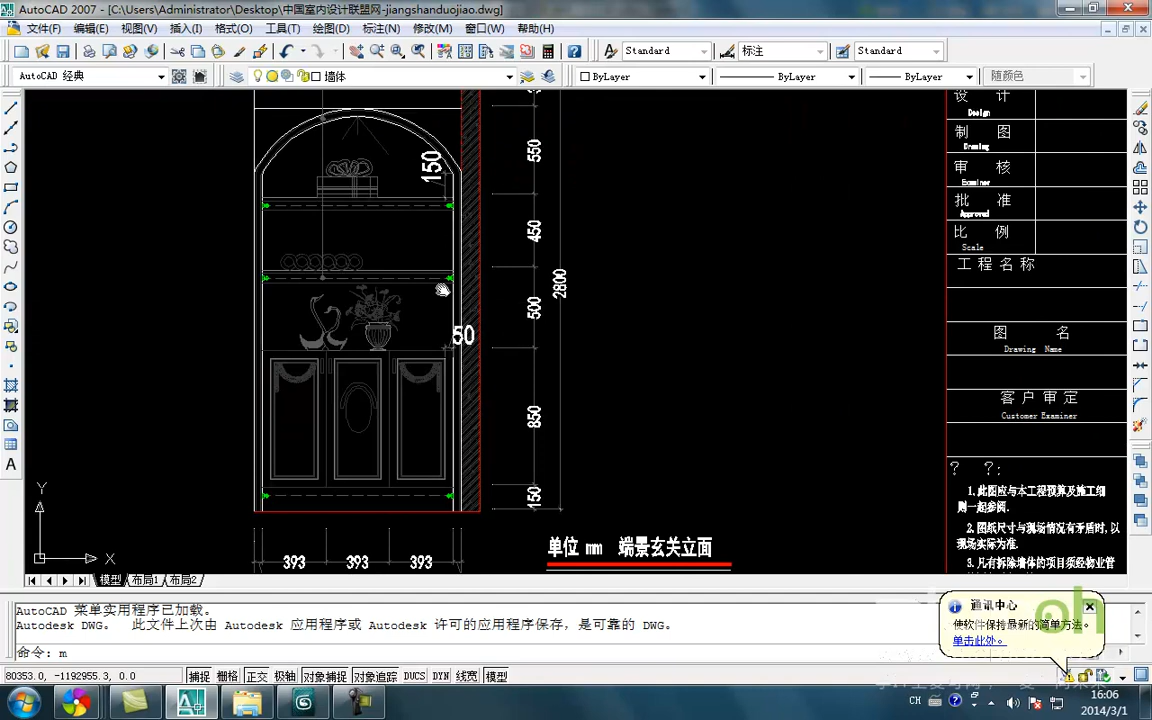 AutoCAD 2007 - [C:\Users\Administrator\Desktop\中国室内设计联盟网-jiangshanduojiao.dwg]
文件(F) 编辑(E) 视图(V) 插入(I) 格式(O) 工具(T) 绘图(D) 标注(N) 修改(M) 窗口(W) 帮助(H)
Standard 标注 Standard
AutoCAD 经典 墙体 ByLayer ByLayer ByLayer 随颜色
设 计
Design
制 图
Drawing
审 核
Examiner
批 准
Approved
比 例
Scale
工程名称
图 名
Drawing Name
客户审定
Customer Examiner
? ?:
1.此图应与本工程预算及施工细
则一起参阅.
2.图纸尺寸与现场情况有矛盾时,以
现场实际为准.
3.凡有拆除墙体的项目须经物业管
150
550
450
2800
500
50
850
150
393 393 393
单位 mm 端景玄关立面
Y
X
模型 布局1 布局2
AutoCAD 菜单实用程序已加载。
Autodesk DWG。 此文件上次由 Autodesk 应用程序或 Autodesk 许可的应用程序保存，是可靠的 DWG。
命令: m
通讯中心
使软件保持最新的简单方法。
单击此处。
oh
80353.0, -1192955.3, 0.0 捕捉 栅格 正交 极轴 对象捕捉 对象追踪 DUCS DYN 线宽 模型
CH
16:06
2014/3/1